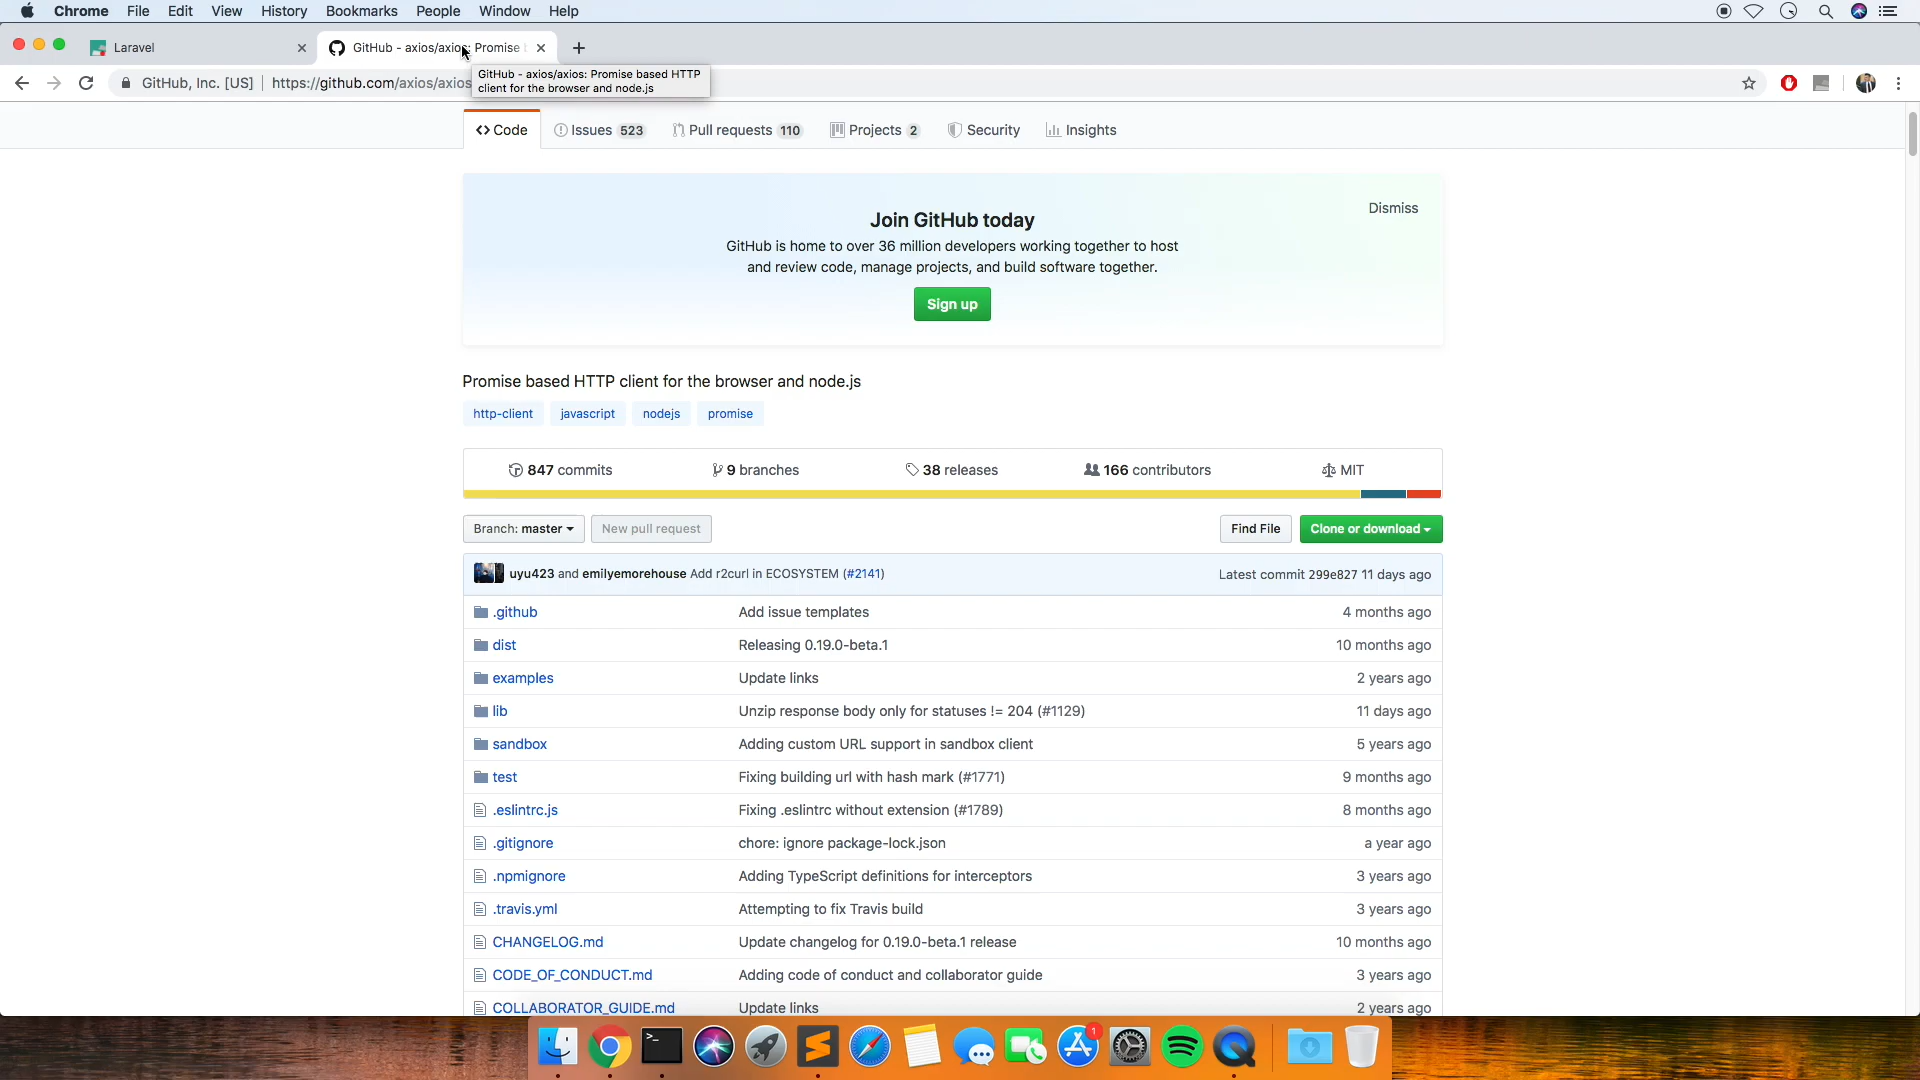 Chrome File Edit View History Bookmarks People Window Help
Laravel
GitHub - axios/axios: Promise
GitHub, Inc. [US] https://github.com/axios/axios
GitHub - axios/axios: Promise based HTTP
client for the browser and node.js
Code Issues 523 Pull requests 110 Projects 2 Security Insights
Dismiss
Join GitHub today
GitHub is home to over 36 million developers working together to host
and review code, manage projects, and build software together.
Sign up
Promise based HTTP client for the browser and node.js
http-client javascript nodejs promise
847 commits 9 branches 38 releases 166 contributors MIT
Branch: master New pull request Find File Clone or download
uyu423 and emilyemorehouse Add r2curl in ECOSYSTEM (#2141) Latest commit 299e827 11 days ago
.github Add issue templates 4 months ago
dist Releasing 0.19.0-beta.1 10 months ago
examples Update links 2 years ago
lib Unzip response body only for statuses != 204 (#1129) 11 days ago
sandbox Adding custom URL support in sandbox client 5 years ago
test Fixing building url with hash mark (#1771) 9 months ago
.eslintrc.js Fixing .eslintrc without extension (#1789) 8 months ago
.gitignore chore: ignore package-lock.json a year ago
.npmignore Adding TypeScript definitions for interceptors 3 years ago
.travis.yml Attempting to fix Travis build 3 years ago
CHANGELOG.md Update changelog for 0.19.0-beta.1 release 10 months ago
CODE_OF_CONDUCT.md Adding code of conduct and collaborator guide 3 years ago
COLLABORATOR_GUIDE.md Update links 2 years ago
1